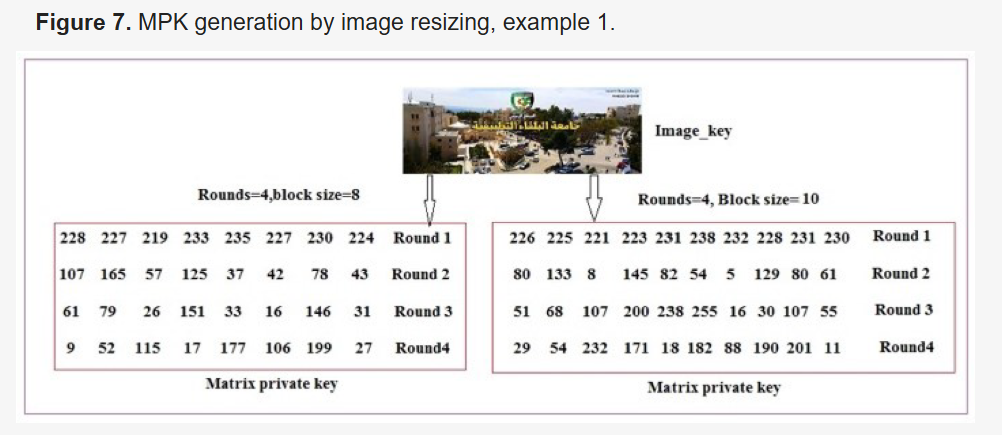 Figure 7. MPK generation by image resizing, example 1.
جامعة البلقاء التطبيقية
Image_key
Rounds=4,block size=8
228 227 219 233 235 227 230 224 Round 1
107 165 57 125 37 42 78 43 Round 2
61 79 26 151 33 16 146 31 Round 3
9 52 115 17 177 106 199 27 Round4
Matrix private key
Rounds=4, Block size= 10
226 225 221 223 231 238 232 228 231 230 Round 1
80 133 8 145 82 54 5 129 80 61 Round 2
51 68 107 200 238 255 16 30 107 55 Round 3
29 54 232 171 18 182 88 190 201 11 Round4
Matrix private key